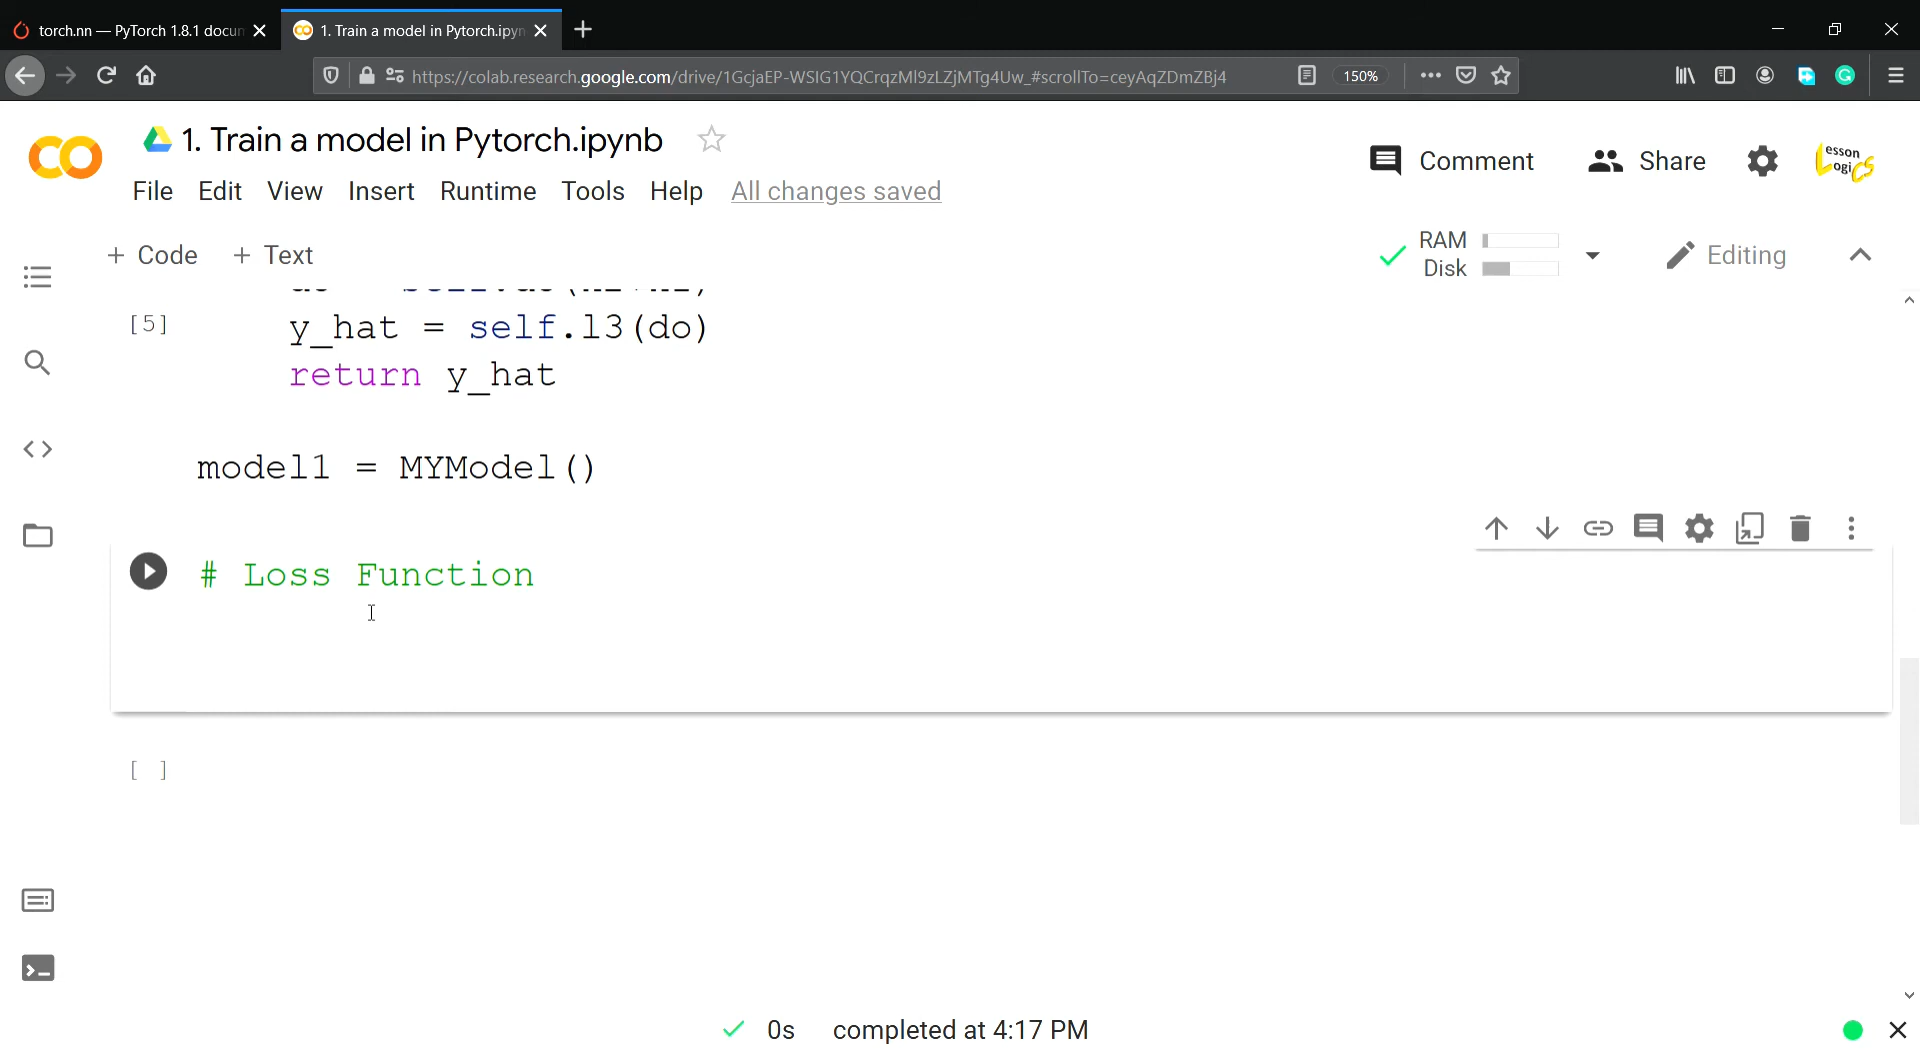 torch.nn — PyTorch 1.8.1 docum
1. Train a model in Pytorch.ipyn
https://colab.research.google.com/drive/1GcjaEP-WSIG1YQCrqzMl9zLZjMTg4Uw_#scrollTo=ceyAqZDmZBj4
150%
1. Train a model in Pytorch.ipynb
Comment
Share
Lesson
LogiCS
File Edit View Insert Runtime Tools Help All changes saved
+ Code + Text
RAM
Disk
Editing
[5]
y_hat = self.l3(do)
return y_hat
model1 = MYModel()
# Loss Function
[ ]
0s completed at 4:17 PM